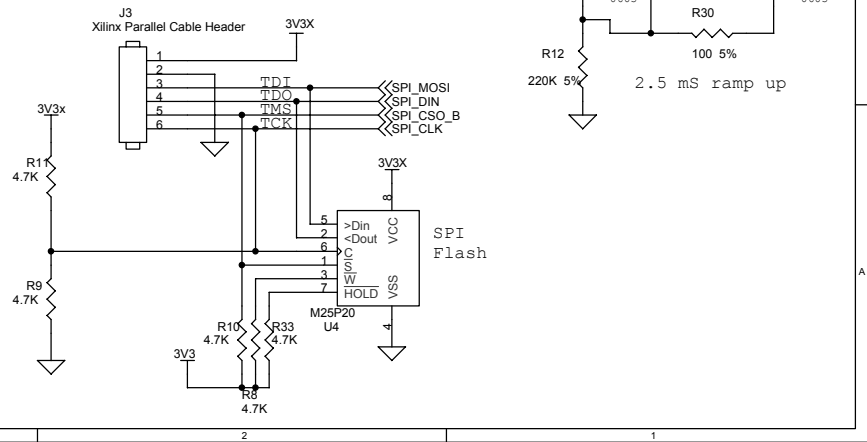 J3
Xilinx Parallel Cable Header
3V3X
1
2
3 TDI SPI_MOSI
4 TDO SPI_DIN
5 TMS SPI_CSO_B
6 TCK SPI_CLK
3V3x
R11
4.7K
R9
4.7K
3V3X
8
5 >Din
2 <Dout
6 C
1 S
3 W
7 HOLD
VCC
VSS
4
SPI
Flash
M25P20
U4
R10
4.7K
R33
4.7K
3V3
R8
4.7K
R30
100 5%
R12
220K 5%
2.5 mS ramp up
A
2
1